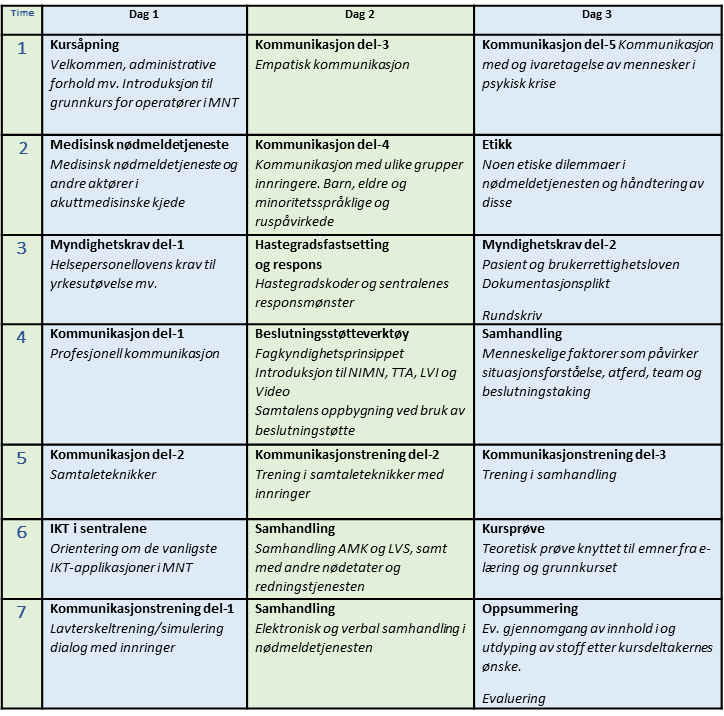 Time Dag 1 Dag 2 Dag 3
1
Kursåpning
Velkommen, administrative
forhold mv. Introduksjon til
grunnkurs for operatører i MNT
Kommunikasjon del-3
Empatisk kommunikasjon
Kommunikasjon del-5 Kommunikasjon
med og ivaretagelse av mennesker i
psykisk krise
2
Medisinsk nødmeldetjeneste
Medisinsk nødmeldetjeneste og
andre aktører i
akuttmedisinske kjede
Kommunikasjon del-4
Kommunikasjon med ulike grupper
innringere. Barn, eldre og
minoritetsspråklige og
ruspåvirkede
Etikk
Noen etiske dilemmaer i
nødmeldetjenesten og håndtering av
disse
3
Myndighetskrav del-1
Helsepersonellovens krav til
yrkesutøvelse mv.
Hastegradsfastsetting
og respons
Hastegradskoder og sentralenes
responsmønster
Myndighetskrav del-2
Pasient og brukerrettighetsloven
Dokumentasjonsplikt
Rundskriv
4
Kommunikasjon del-1
Profesjonell kommunikasjon
Beslutningsstøtteverktøy
Fagkyndighetsprinsippet
Introduksjon til NIMN, TTA, LVI og
Video
Samtalens oppbygning ved bruk av
beslutningstøtte
Samhandling
Menneskelige faktorer som påvirker
situasjonsforståelse, atferd, team og
beslutningstaking
5
Kommunikasjon del-2
Samtaleteknikker
Kommunikasjonstrening del-2
Trening i samtaleteknikker med
innringer
Kommunikasjonstrening del-3
Trening i samhandling
6
IKT i sentralene
Orientering om de vanligste
IKT-applikasjoner i MNT
Samhandling
Samhandling AMK og LVS, samt
med andre nødetater og
redningstjenesten
Kursprøve
Teoretisk prøve knyttet til emner fra e-
læring og grunnkurset
7
Kommunikasjonstrening del-1
Lavterskeltrening/simulering
dialog med innringer
Samhandling
Elektronisk og verbal samhandling i
nødmeldetjenesten
Oppsummering
Ev. gjennomgang av innhold i og
utdyping av stoff etter kursdeltakernes
ønske.
Evaluering